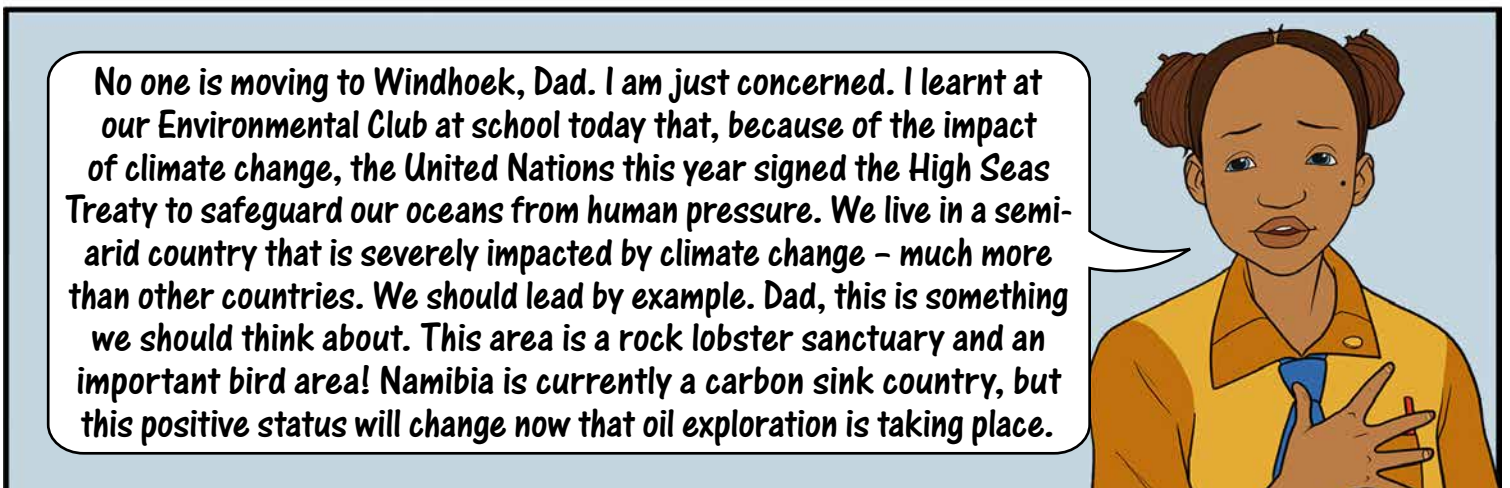 No one is moving to Windhoek, Dad. I am just concerned. I learnt at
our Environmental Club at school today that, because of the impact
of climate change, the United Nations this year signed the High Seas
Treaty to safeguard our oceans from human pressure. We live in a semi-
arid country that is severely impacted by climate change – much more
than other countries. We should lead by example. Dad, this is something
we should think about. This area is a rock lobster sanctuary and an
important bird area! Namibia is currently a carbon sink country, but
this positive status will change now that oil exploration is taking place.